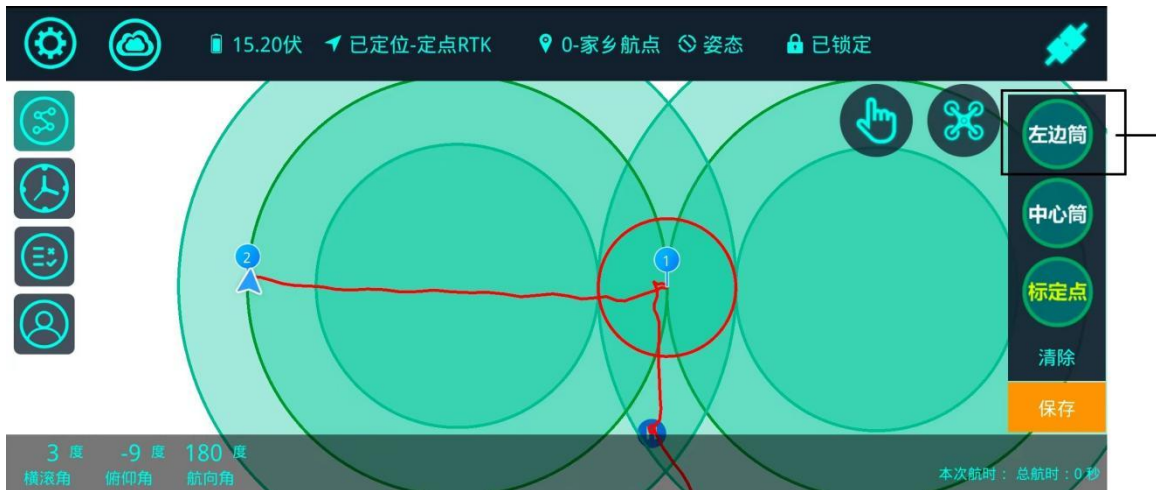 15.20伏 已定位-定点RTK 0-家乡航点 姿态 已锁定
左边筒
中心筒
2
1
标定点
清除
保存
H
3 度 -9 度 180 度
横滚角 俯仰角 航向角
本次航时： 总航时：0 秒